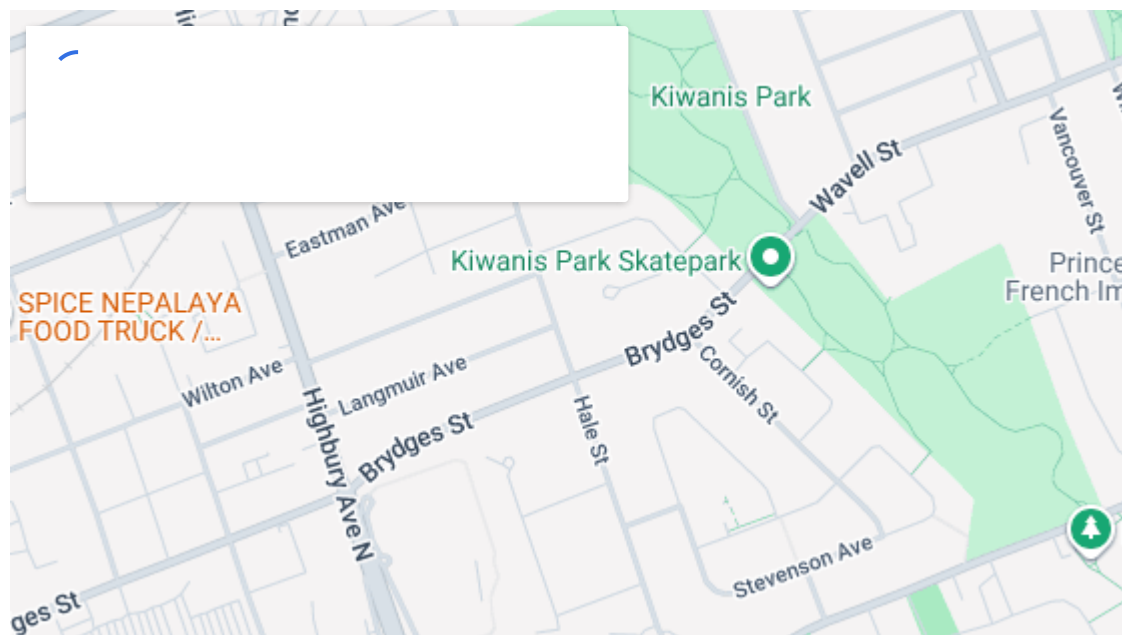 Kiwanis Park
Wavell St
Vancouver St
Eastman Ave
Kiwanis Park Skatepark
Prince
French Im
SPICE NEPALAYA
FOOD TRUCK /...
Brydges St
Wilton Ave
Langmuir Ave
Cornish St
Highbury Ave N
Brydges St
Hale St
Stevenson Ave
ges St